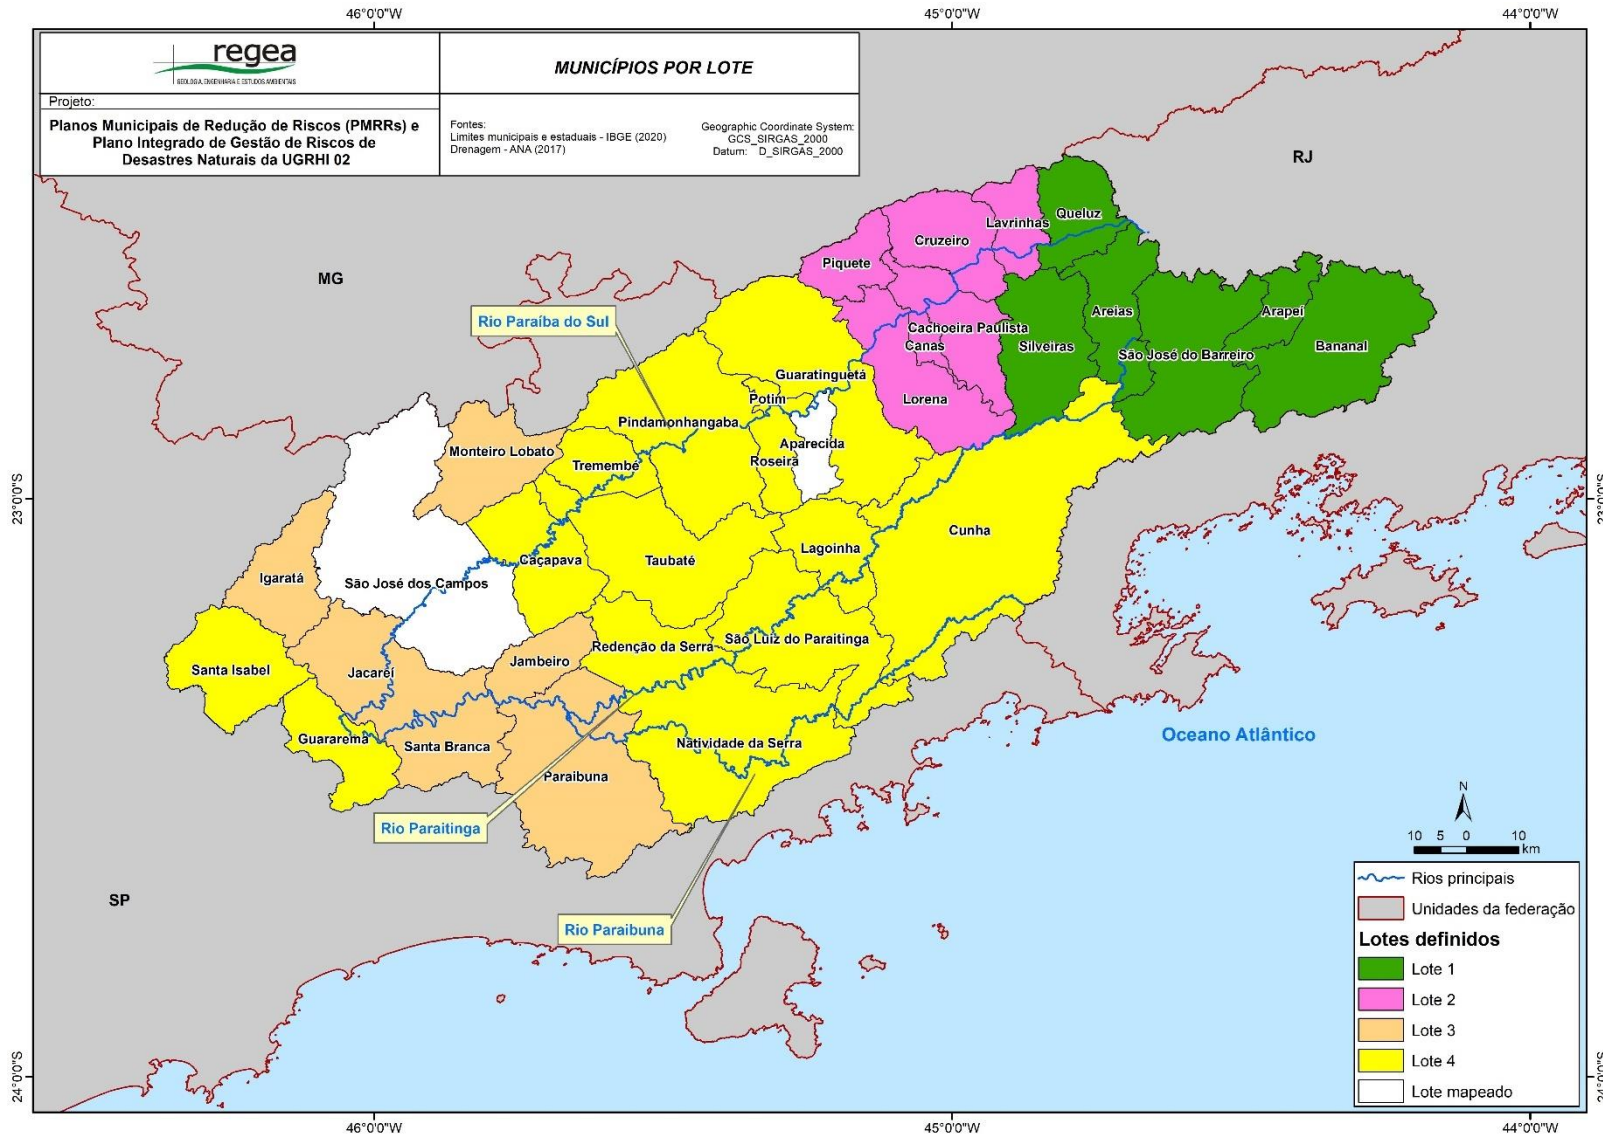 46°0'0"W
45°0'0"W
44°0'0"W
regea
GEOLOGIA, ENGENHARIA E ESTUDOS AMBIENTAIS
MUNICÍPIOS POR LOTE
Projeto:
Planos Municipais de Redução de Riscos (PMRRs) e
Plano Integrado de Gestão de Riscos de
Desastres Naturais da UGRHI 02
Fontes:
Limites municipais e estaduais - IBGE (2020)
Drenagem - ANA (2017)
Geographic Coordinate System:
GCS_SIRGAS_2000
Datum: D_SIRGAS_2000
RJ
MG
Queluz
Lavrinhas
Cruzeiro
Piquete
Rio Paraíba do Sul
Areias
Arapeí
Cachoeira Paulista
Canas
Silveiras
São José do Barreiro
Bananal
Guaratinguetá
Potim
Lorena
Pindamonhangaba
Aparecida
Monteiro Lobato
Tremembé
Roseira
23°0'0"S
23°0'0"S
Cunha
Lagoinha
Caçapava
Taubaté
Igaratá
São José dos Campos
Redenção da Serra
São Luiz do Paraitinga
Jambeiro
Santa Isabel
Jacareí
Oceano Atlântico
Guararema
Santa Branca
Natividade da Serra
Paraibuna
Rio Paraitinga
Rio Paraibuna
SP
N
10 5 0 10
km
Rios principais
Unidades da federação
Lotes definidos
Lote 1
Lote 2
Lote 3
Lote 4
Lote mapeado
24°0'0"S
24°0'0"S
46°0'0"W
45°0'0"W
44°0'0"W